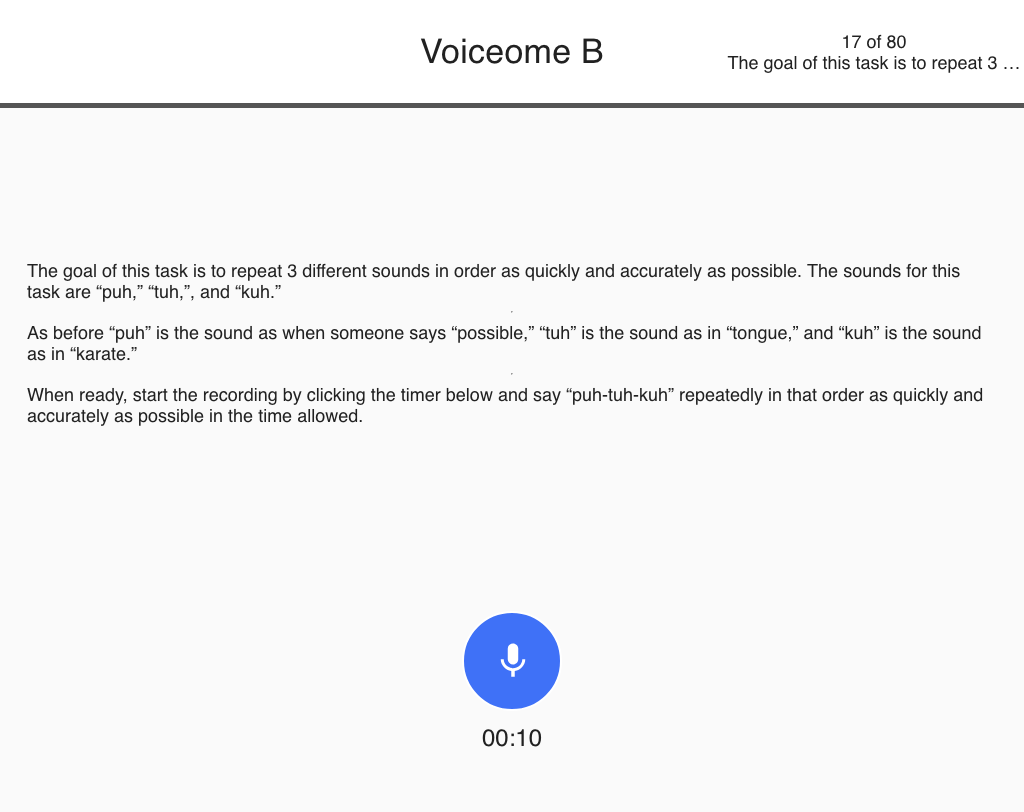 Voiceome B
17 of 80
The goal of this task is to repeat 3 …
The goal of this task is to repeat 3 different sounds in order as quickly and accurately as possible. The sounds for this
task are “puh,” “tuh,”, and “kuh.”
As before “puh” is the sound as when someone says “possible,” “tuh” is the sound as in “tongue,” and “kuh” is the sound
as in “karate.”
When ready, start the recording by clicking the timer below and say “puh-tuh-kuh” repeatedly in that order as quickly and
accurately as possible in the time allowed.
00:10